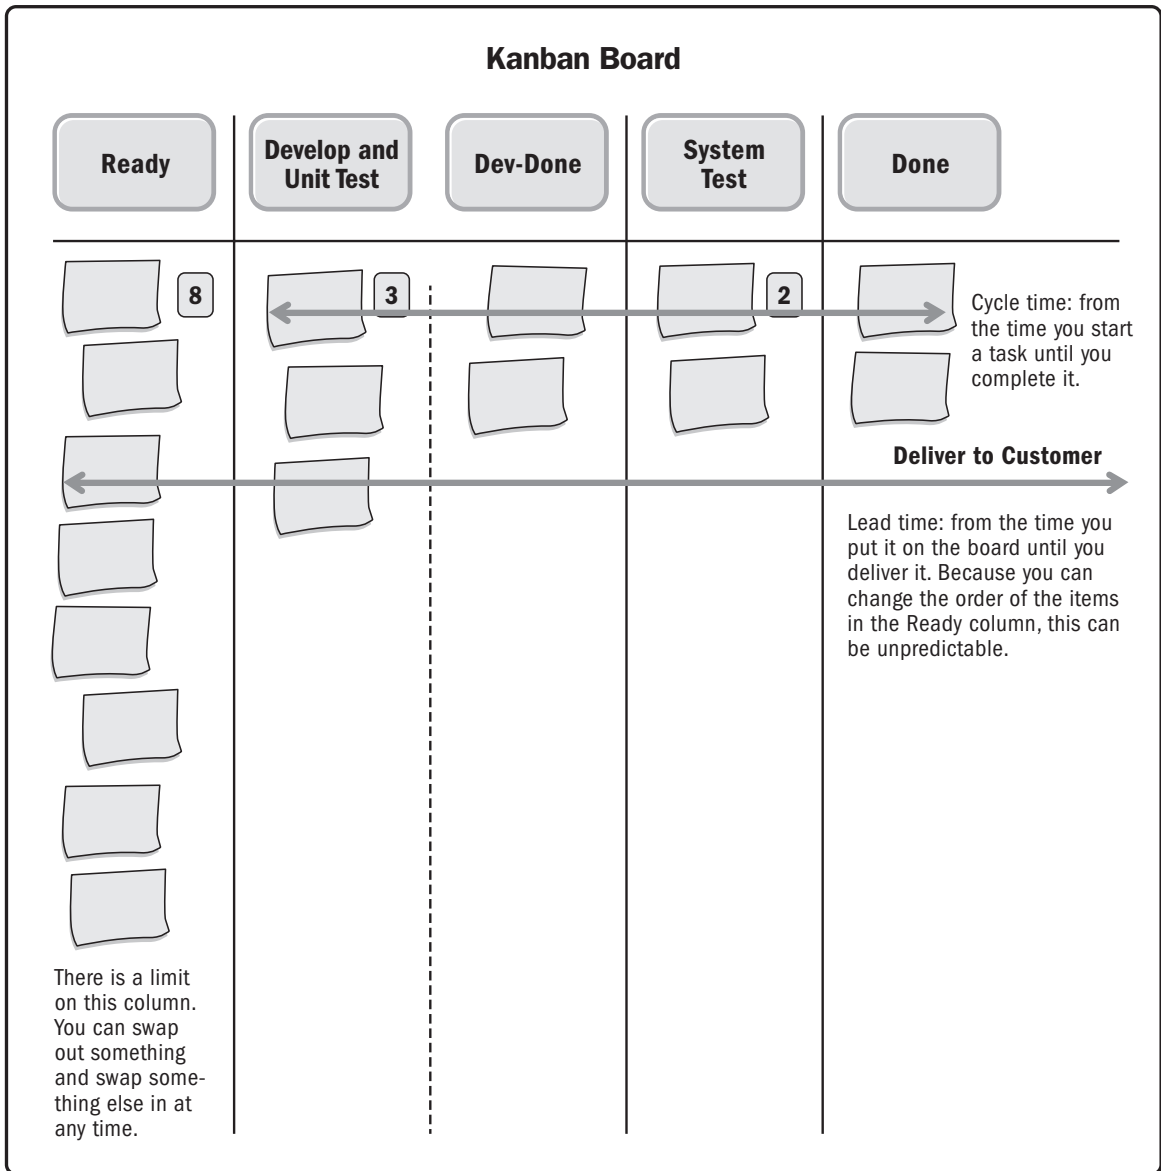 Kanban Board
Ready
Develop and
Unit Test
Dev-Done
System
Test
Done
8
3
2
Cycle time: from
the time you start
a task until you
complete it.
Deliver to Customer
Lead time: from the time you
put it on the board until you
deliver it. Because you can
change the order of the items
in the Ready column, this can
be unpredictable.
There is a limit
on this column.
You can swap
out something
and swap some-
thing else in at
any time.